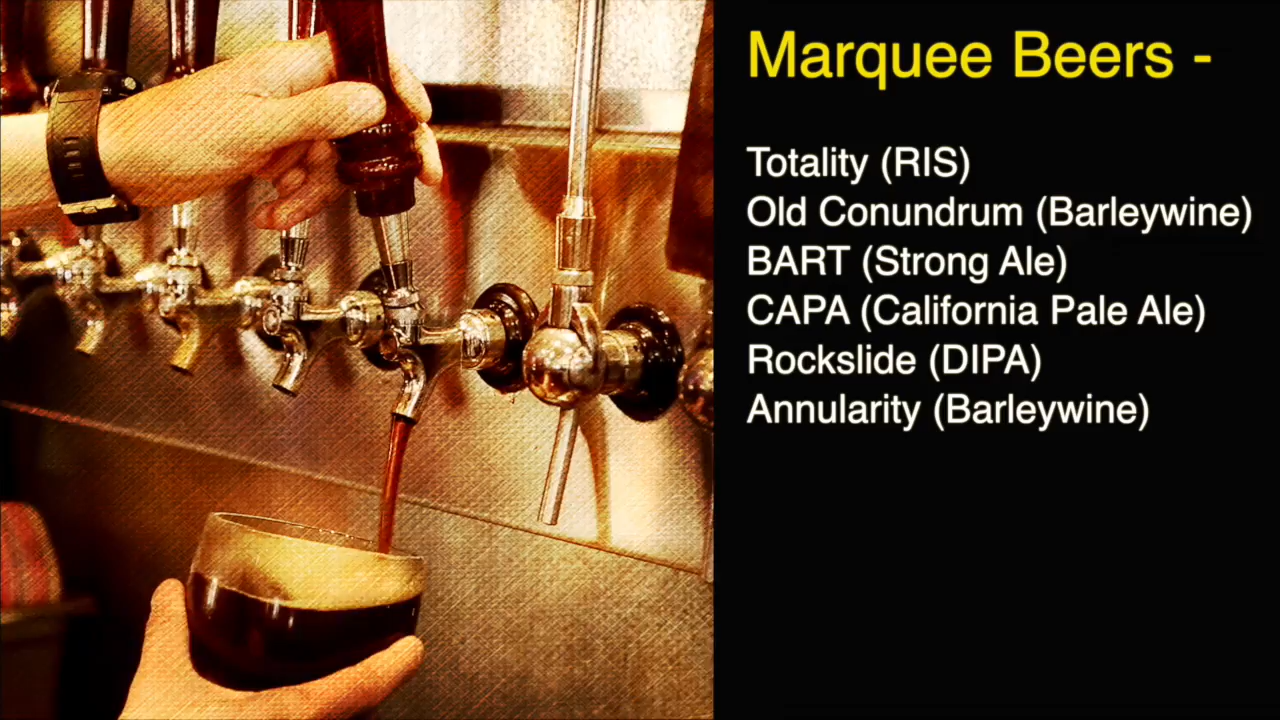 Marquee Beers -
Totality (RIS)
Old Conundrum (Barleywine)
BART (Strong Ale)
CAPA (California Pale Ale)
Rockslide (DIPA)
Annularity (Barleywine)